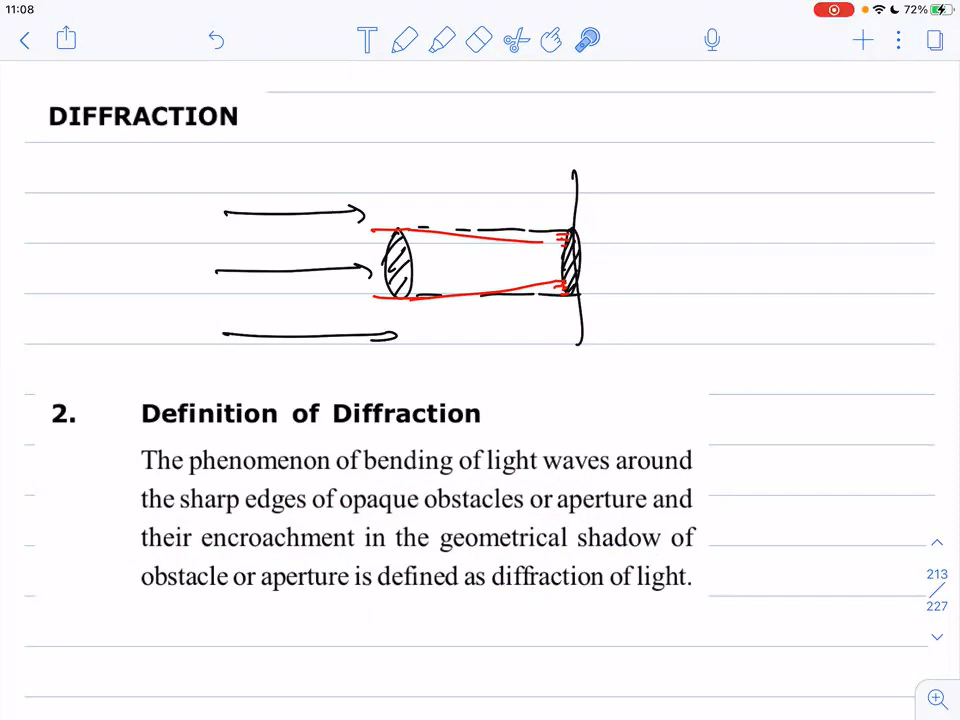 11:08
72%
T
DIFFRACTION
2. Definition of Diffraction
The phenomenon of bending of light waves around
the sharp edges of opaque obstacles or aperture and
their encroachment in the geometrical shadow of
obstacle or aperture is defined as diffraction of light.
213
227